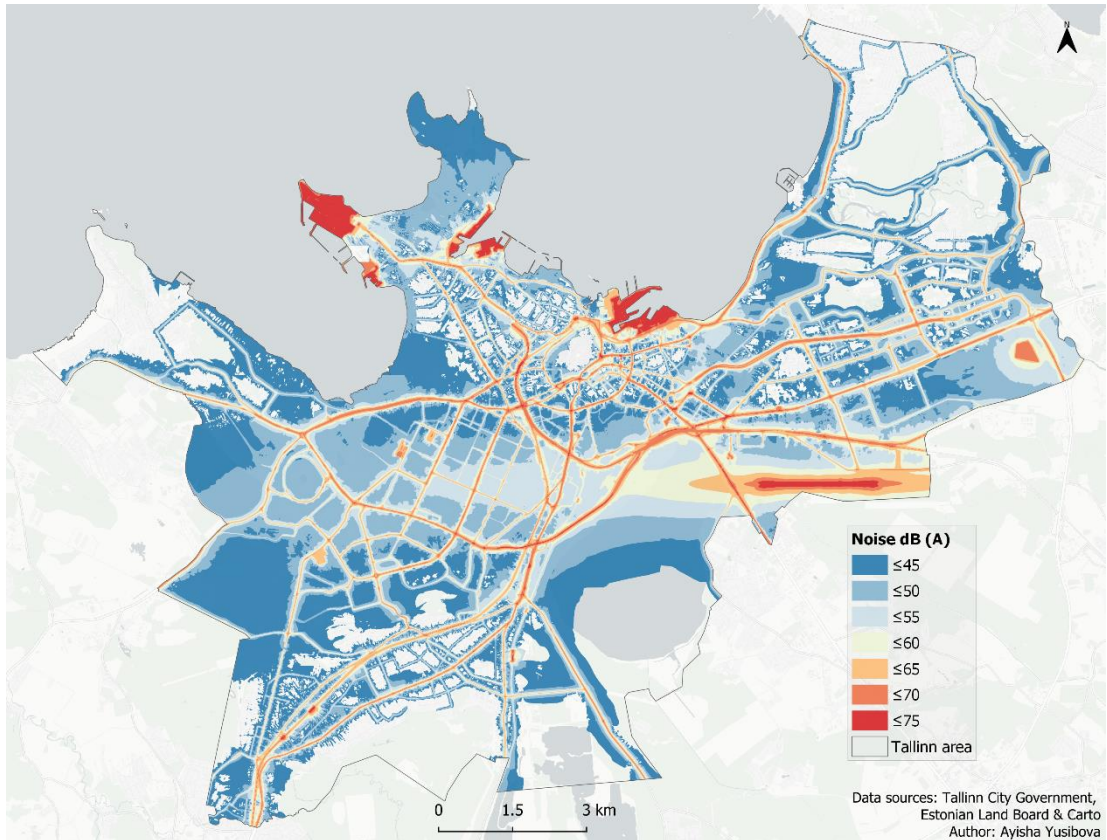 N
Noise dB (A)
≤45
≤50
≤55
≤60
≤65
≤70
≤75
Tallinn area
0 1.5 3 km
Data sources: Tallinn City Government,
Estonian Land Board & Carto
Author: Ayisha Yusibova